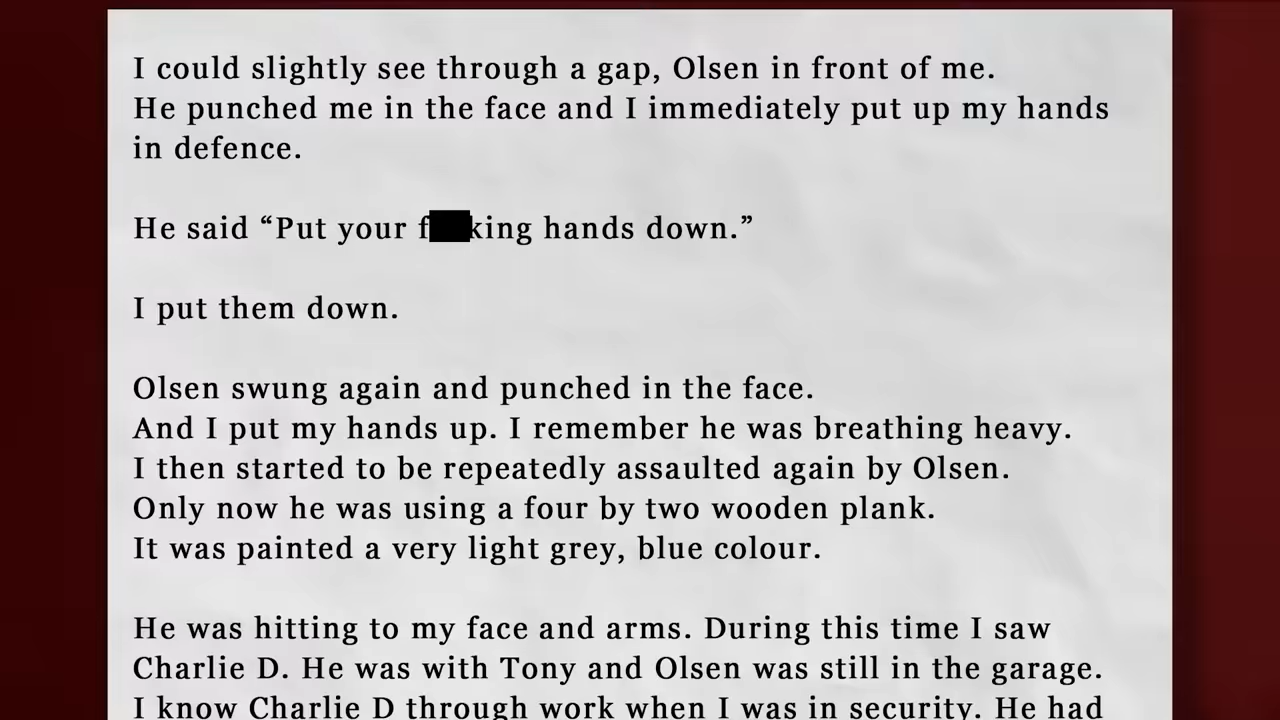 I could slightly see through a gap, Olsen in front of me.
He punched me in the face and I immediately put up my hands
in defence.
He said “Put your f king hands down.”
I put them down.
Olsen swung again and punched in the face.
And I put my hands up. I remember he was breathing heavy.
I then started to be repeatedly assaulted again by Olsen.
Only now he was using a four by two wooden plank.
It was painted a very light grey, blue colour.
He was hitting to my face and arms. During this time I saw
Charlie D. He was with Tony and Olsen was still in the garage.
I know Charlie D through work when I was in security. He had